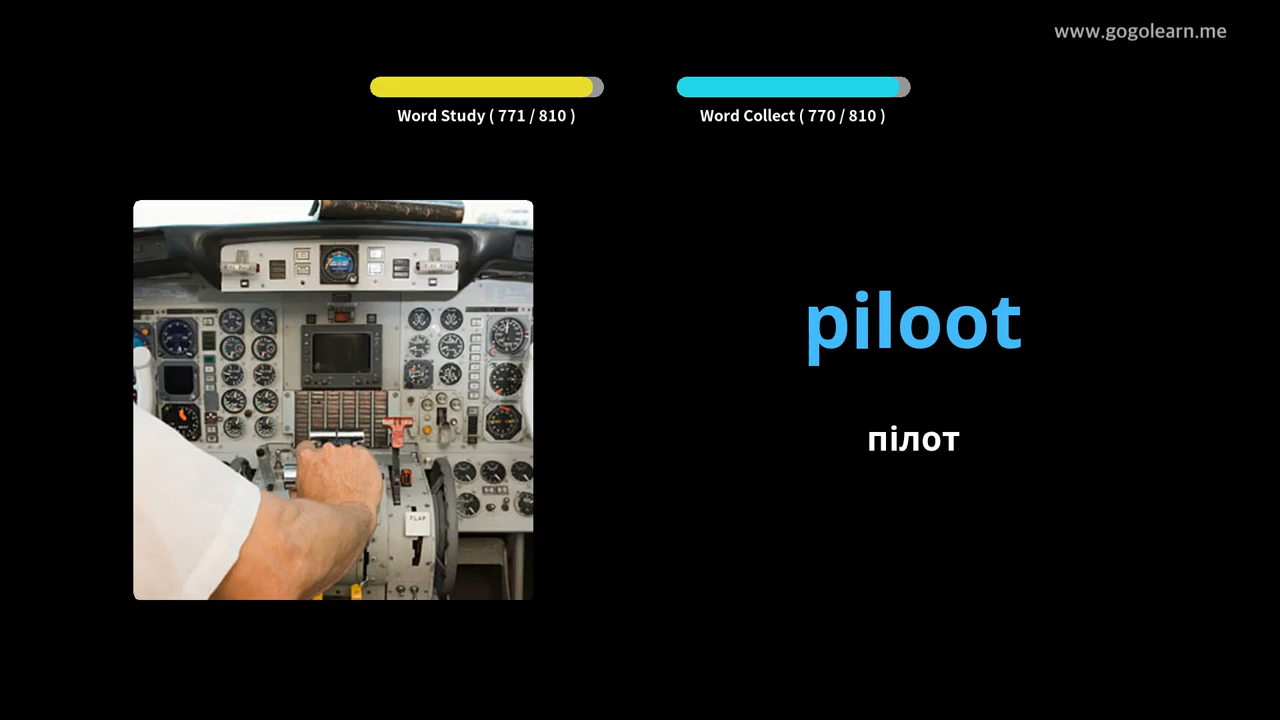 www.gogolearn.me
Word Study ( 771 / 810 )
Word Collect ( 770 / 810 )
piloot
пілот
FLAP